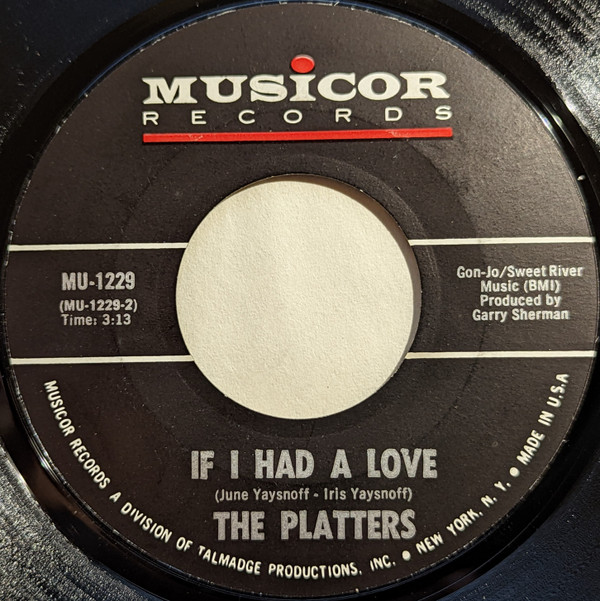 MUSICOR
RECORDS
MU-1229
(MU-1229-2)
Time: 3:13
Gon-Jo/Sweet River
Music (BMI)
Produced by
Garry Sherman
IF I HAD A LOVE
(June Yaysnoff - Iris Yaysnoff)
THE PLATTERS
MUSICOR RECORDS A DIVISION OF TALMADGE PRODUCTIONS, INC. ● NEW YORK, N. Y. ● MADE IN U.S.A